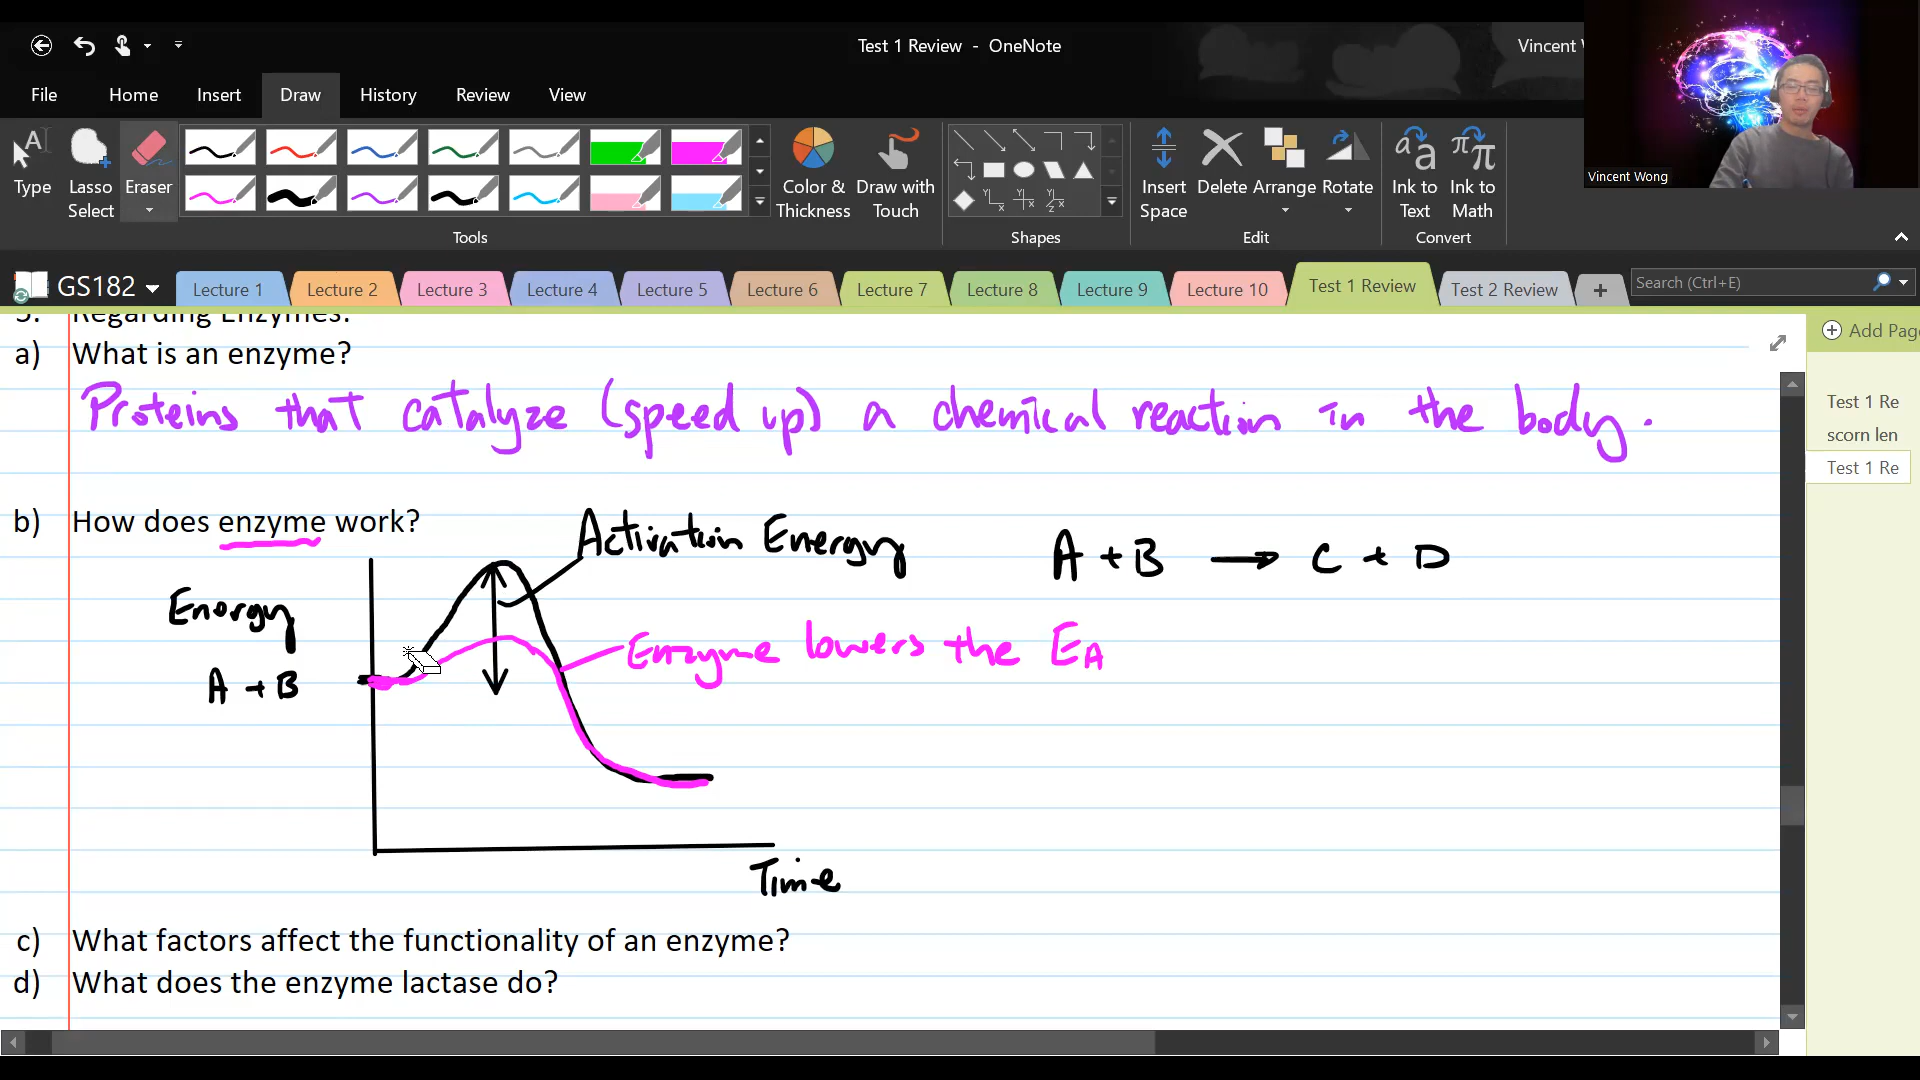 Test 1 Review - OneNote
Vincent W
Vincent Wong
File Home Insert Draw History Review View
Type
Lasso Select
Eraser
Color & Thickness
Draw with Touch
Insert Space
Delete
Arrange
Rotate
Ink to Text
Ink to Math
Tools
Shapes
Edit
Convert
GS182
Lecture 1
Lecture 2
Lecture 3
Lecture 4
Lecture 5
Lecture 6
Lecture 7
Lecture 8
Lecture 9
Lecture 10
Test 1 Review
Test 2 Review
Search (Ctrl+E)
Add Pag
Test 1 Re
scorn len
Test 1 Re
Regarding Enzymes:
a) What is an enzyme?
Proteins that catalyze (speed up) a chemical reaction in the body.
b) How does enzyme work?
Activation Energy
A + B → C + D
Energy
Enzyme lowers the EA
A + B
Time
c) What factors affect the functionality of an enzyme?
d) What does the enzyme lactase do?